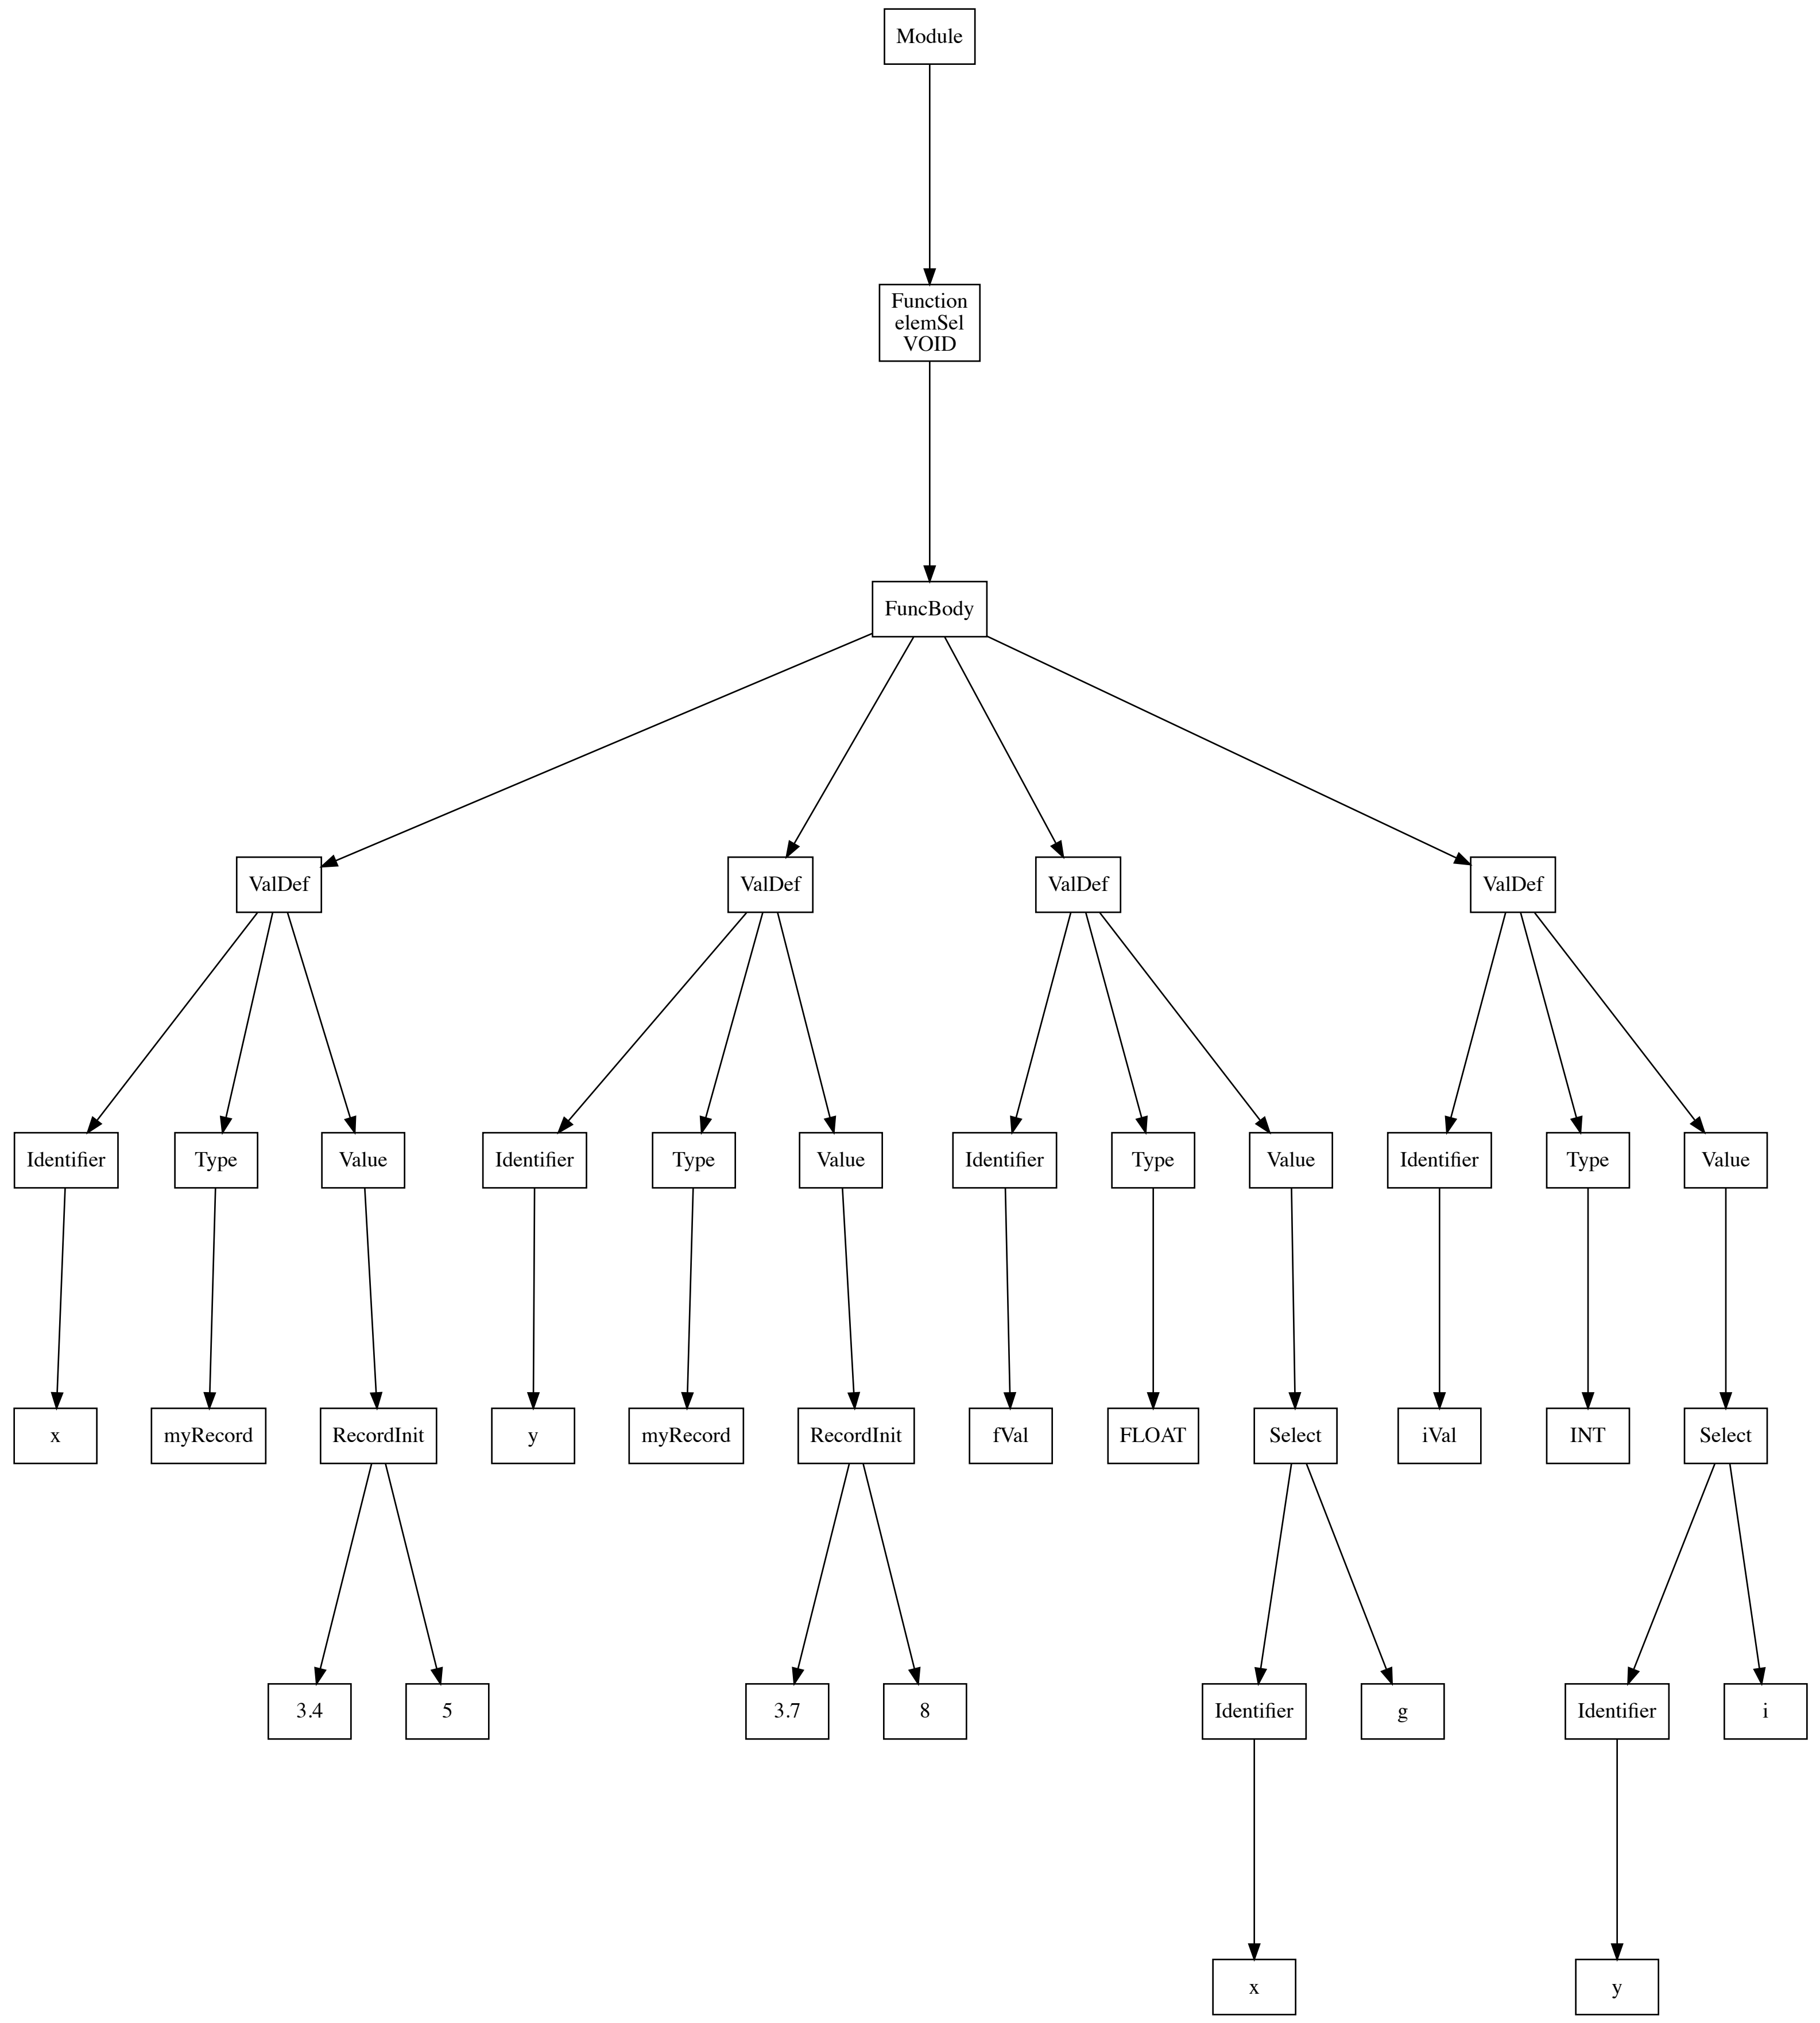 Module
Function
elemSel
VOID
FuncBody
ValDef
ValDef
ValDef
ValDef
Identifier
Type
Value
Identifier
Type
Value
Identifier
Type
Value
Identifier
Type
Value
x
myRecord
RecordInit
y
myRecord
RecordInit
fVal
FLOAT
Select
iVal
INT
Select
3.4
5
3.7
8
Identifier
g
Identifier
i
x
y